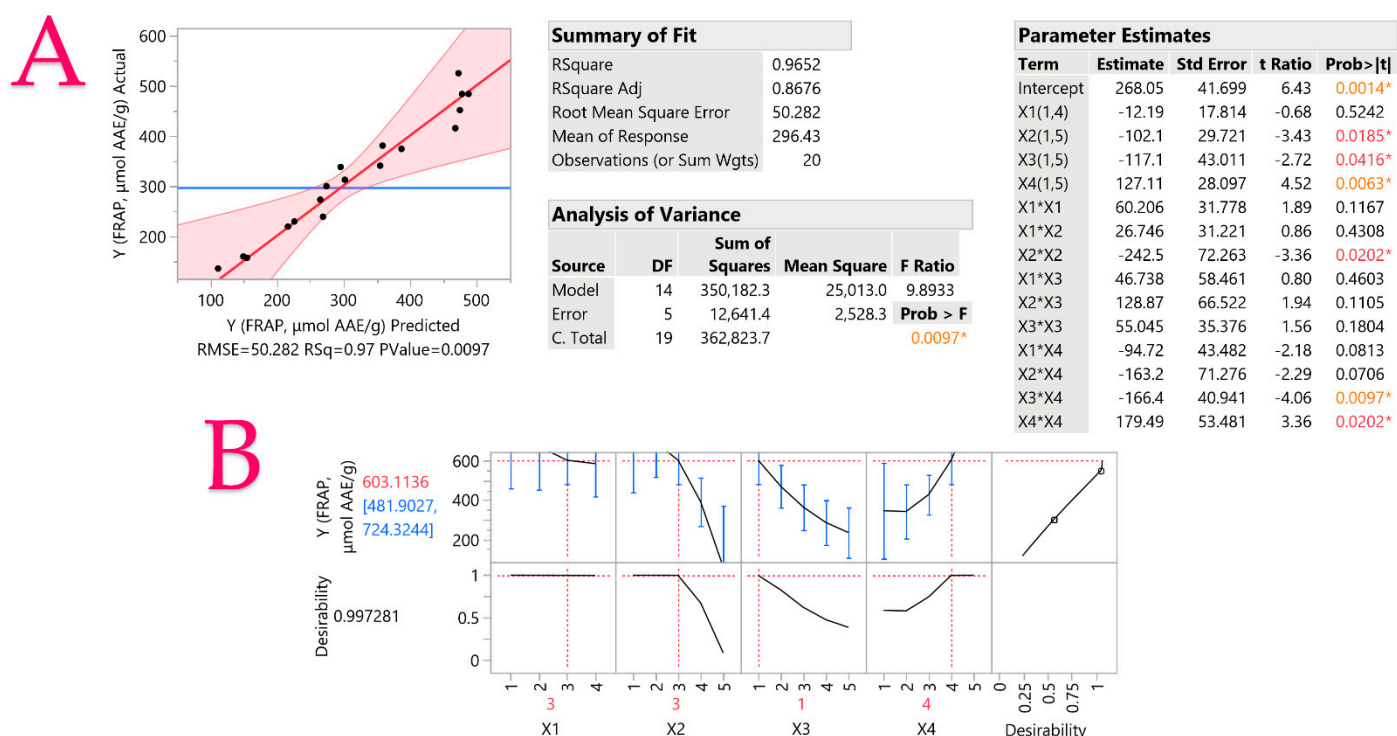 A
600
500
400
300
200
Y (FRAP, µmol AAE/g) Actual
100 200 300 400 500
Y (FRAP, µmol AAE/g) Predicted
RMSE=50.282 RSq=0.97 PValue=0.0097
Summary of Fit
RSquare 0.9652
RSquare Adj 0.8676
Root Mean Square Error 50.282
Mean of Response 296.43
Observations (or Sum Wgts) 20
Analysis of Variance
Sum of
Source DF Squares Mean Square F Ratio
Model 14 350,182.3 25,013.0 9.8933
Error 5 12,641.4 2,528.3 Prob > F
C. Total 19 362,823.7 0.0097*
Parameter Estimates
Term Estimate Std Error t Ratio Prob>|t|
Intercept 268.05 41.699 6.43 0.0014*
X1(1,4) -12.19 17.814 -0.68 0.5242
X2(1,5) -102.1 29.721 -3.43 0.0185*
X3(1,5) -117.1 43.011 -2.72 0.0416*
X4(1,5) 127.11 28.097 4.52 0.0063*
X1*X1 60.206 31.778 1.89 0.1167
X1*X2 26.746 31.221 0.86 0.4308
X2*X2 -242.5 72.263 -3.36 0.0202*
X1*X3 46.738 58.461 0.80 0.4603
X2*X3 128.87 66.522 1.94 0.1105
X3*X3 55.045 35.376 1.56 0.1804
X1*X4 -94.72 43.482 -2.18 0.0813
X2*X4 -163.2 71.276 -2.29 0.0706
X3*X4 -166.4 40.941 -4.06 0.0097*
X4*X4 179.49 53.481 3.36 0.0202*
B
Y (FRAP,
µmol AAE/g)
603.1136
[481.9027,
724.3244]
600
400
200
Desirability
0.997281
1
0.5
0
1 2 3 4
1 2 3 4 5
1 2 3 4 5
1 2 3 4 5
0 0.25 0.5 0.75 1
3 3 1 4
X1 X2 X3 X4 Desirability